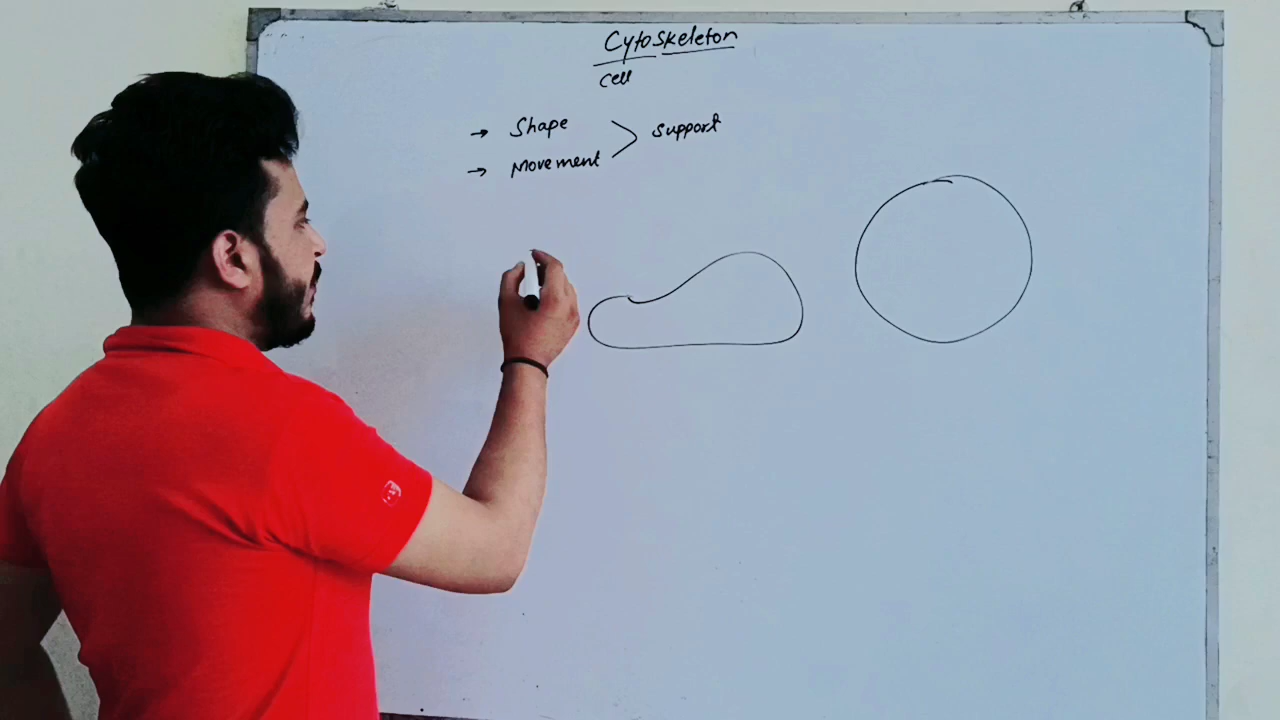 Cytoskeleton
Cell
→ Shape
→ Movement > Support